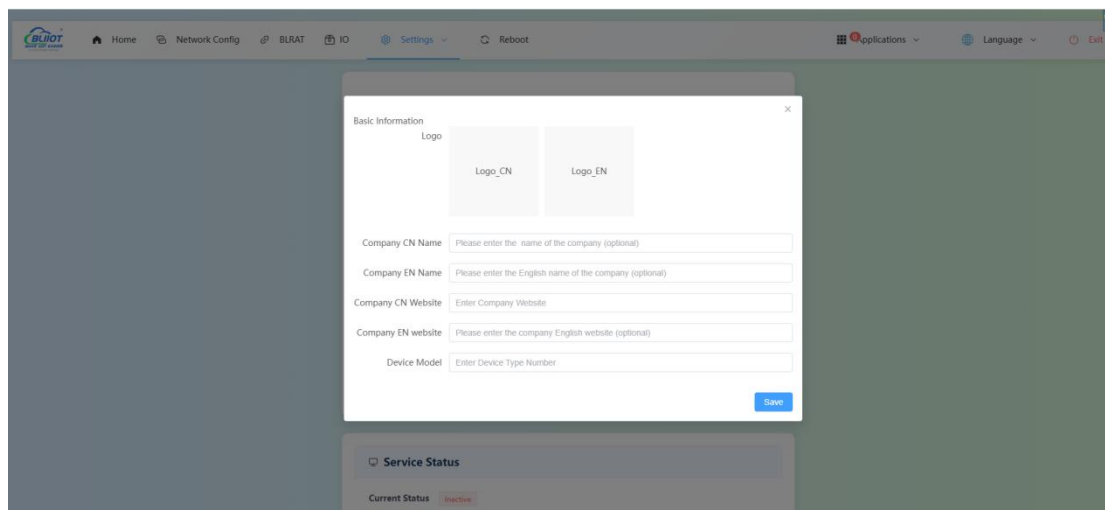 BLIIOT
Home Network Config BLRAT IO Settings Reboot 0 Applications Language Exit
×
Basic Information
Logo
Logo_CN Logo_EN
Company CN Name Please enter the  name of the company (optional)
Company EN Name Please enter the English name of the company (optional)
Company CN Website Enter Company Website
Company EN website Please enter the company English website (optional)
Device Model Enter Device Type Number
Save
Service Status
Current Status Inactive